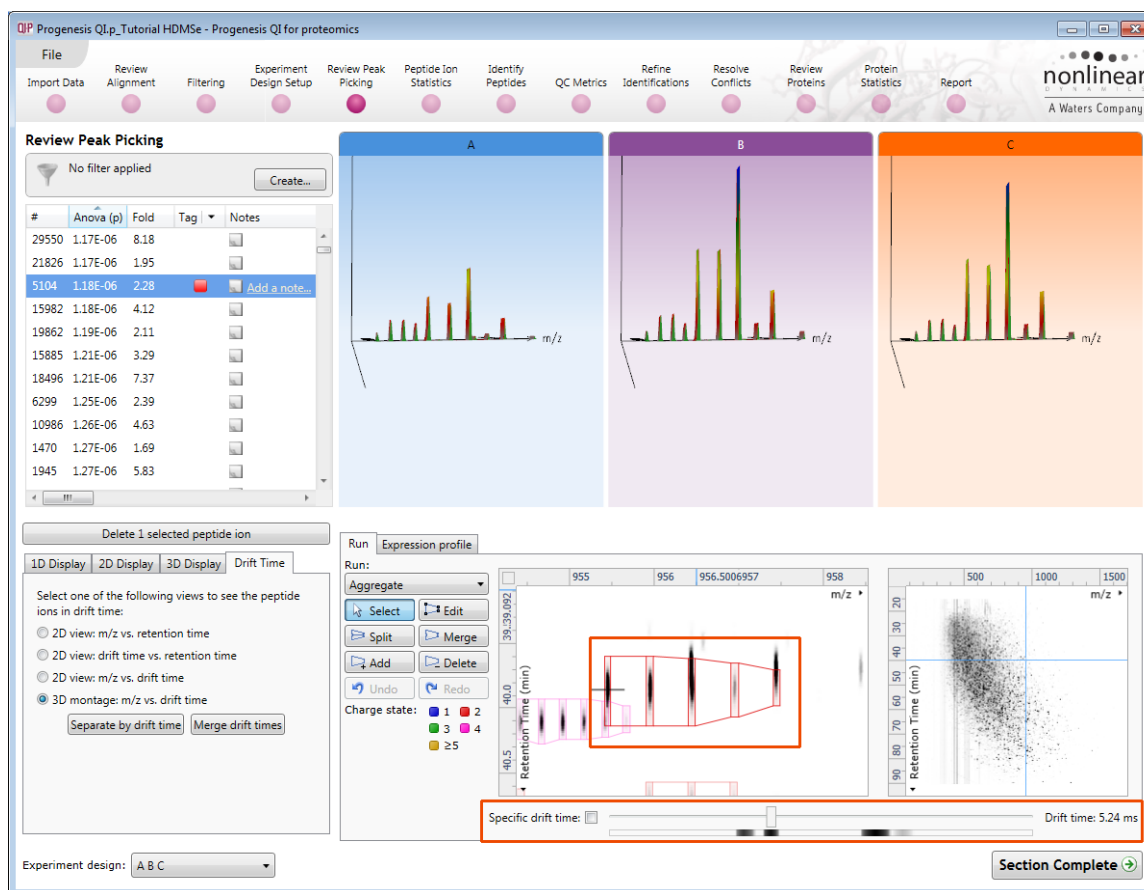 Progenesis QI.p_Tutorial HDMSe - Progenesis QI for proteomics
File
Import Data
Review Alignment
Filtering
Experiment Design Setup
Review Peak Picking
Peptide Ion Statistics
Identify Peptides
QC Metrics
Refine Identifications
Resolve Conflicts
Review Proteins
Protein Statistics
Report
nonlinear
DYNAMICS
A Waters Company
Review Peak Picking
No filter applied
Create...
# Anova (p) Fold Tag Notes
29550 1.17E-06 8.18
21826 1.17E-06 1.95
5104 1.18E-06 2.28 Add a note...
15982 1.18E-06 4.12
19862 1.19E-06 2.11
15885 1.21E-06 3.29
18496 1.21E-06 7.37
6299 1.25E-06 2.39
10986 1.26E-06 4.63
1470 1.27E-06 1.69
1945 1.27E-06 5.83
A
m/z
B
m/z
C
m/z
Delete 1 selected peptide ion
1D Display 2D Display 3D Display Drift Time
Select one of the following views to see the peptide
ions in drift time:
2D view: m/z vs. retention time
2D view: drift time vs. retention time
2D view: m/z vs. drift time
3D montage: m/z vs. drift time
Separate by drift time Merge drift times
Run Expression profile
Run:
Aggregate
Select Edit
Split Merge
Add Delete
Undo Redo
Charge state: 1 2
3 4
≥5
955 956 956.5006957 958
m/z
39.39.092
40.0
40.5
Retention Time (min)
500 1000 1500
m/z
20
30
40
50
60
70
80
90
Retention Time (min)
Specific drift time: Drift time: 5.24 ms
Experiment design: A B C
Section Complete